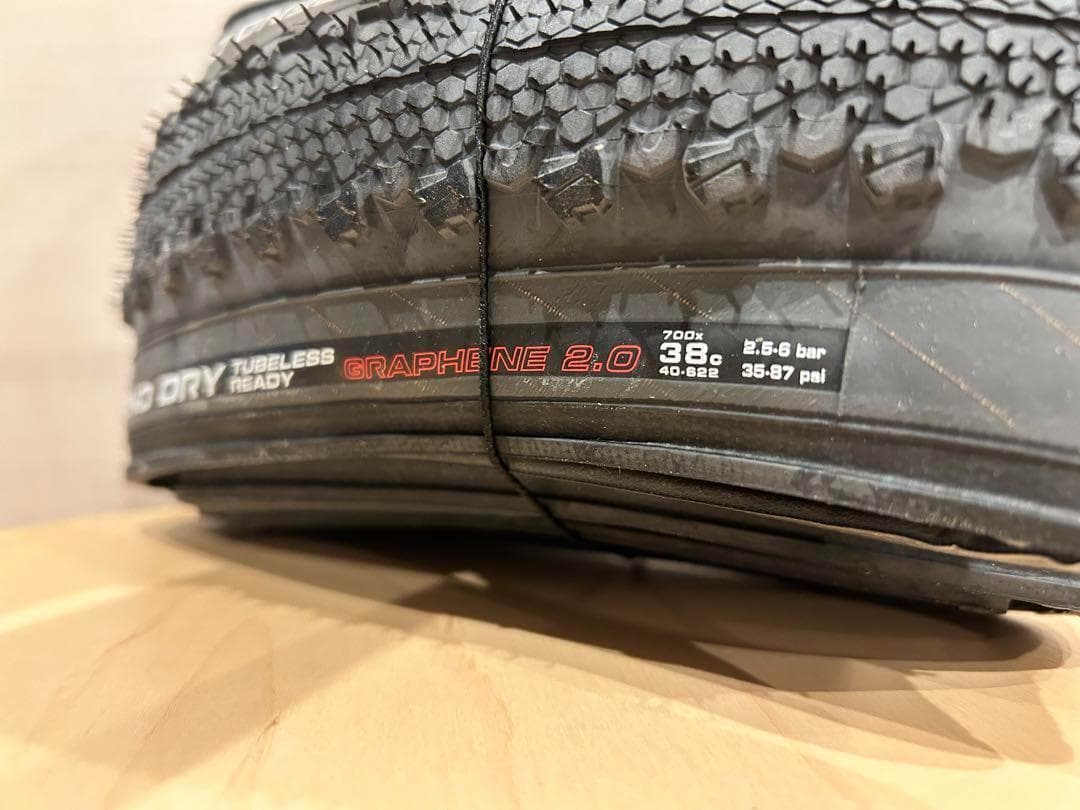 DRY
TUBELESS
READY
GRAPHENE 2.0
700x
38c
40-622
2.5-6 bar
35-87 psi